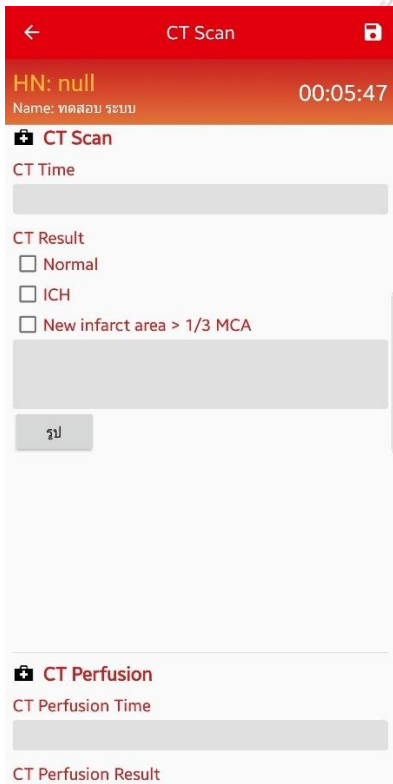 CT Scan
HN: null
00:05:47
Name: ทดสอบ ระบบ
CT Scan
CT Time
CT Result
Normal
ICH
New infarct area > 1/3 MCA
รูป
CT Perfusion
CT Perfusion Time
CT Perfusion Result